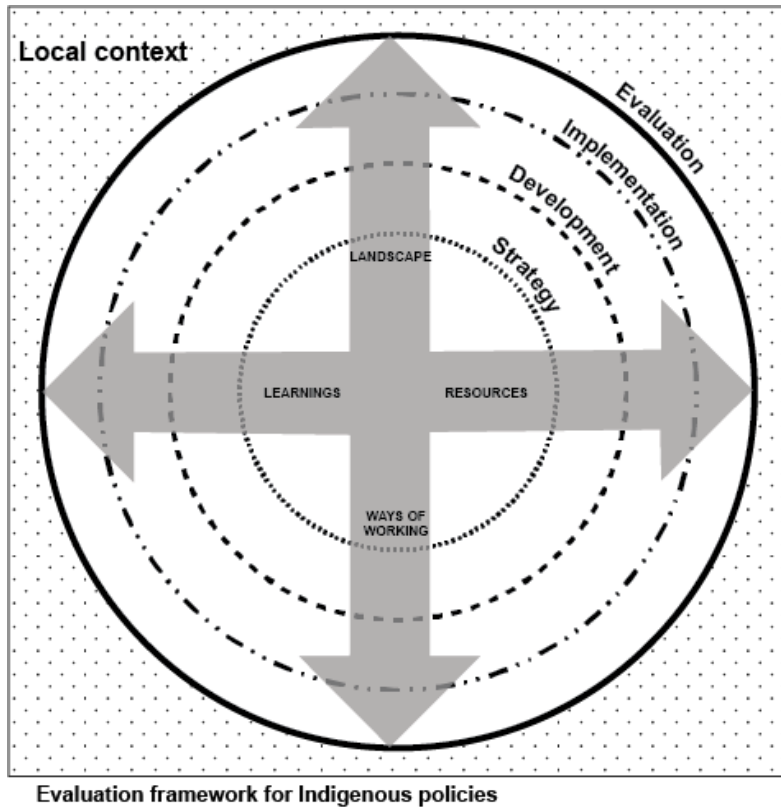 Local context
Evaluation
Implementation
Development
Strategy
LANDSCAPE
LEARNINGS
RESOURCES
WAYS OF
WORKING
Evaluation framework for Indigenous policies